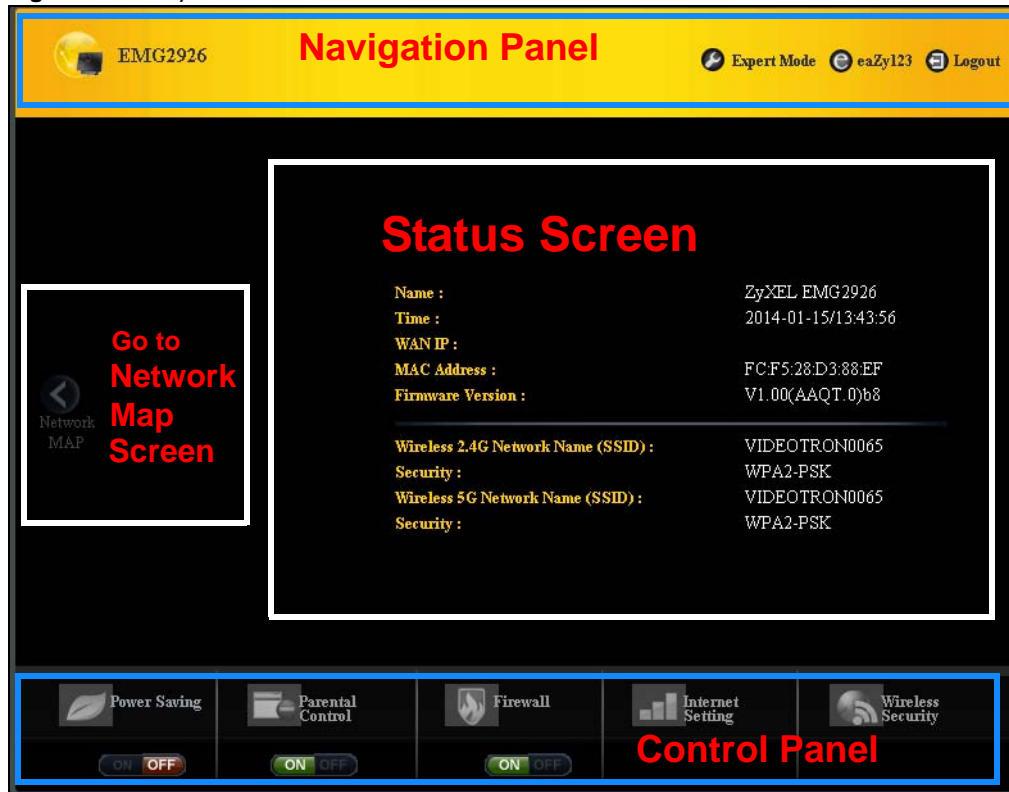 EMG2926
Navigation Panel
Expert Mode
eaZy123
Logout
Status Screen
Name :
ZyXEL EMG2926
Time :
2014-01-15/13:43:56
WAN IP :
MAC Address :
FC:F5:28:D3:88:EF
Firmware Version :
V1.00(AAQT.0)b8
Wireless 2.4G Network Name (SSID) :
VIDEOTRON0065
Security :
WPA2-PSK
Wireless 5G Network Name (SSID) :
VIDEOTRON0065
Security :
WPA2-PSK
Network
MAP
Go to
Network
Map
Screen
Power Saving
ON OFF
Parental
Control
ON OFF
Firewall
ON OFF
Internet
Setting
Wireless
Security
Control Panel